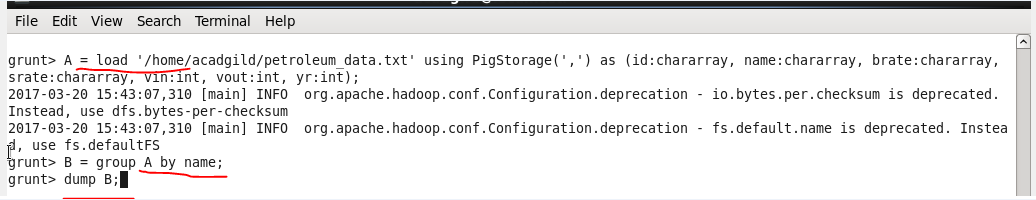 File Edit View Search Terminal Help
grunt> A = load '/home/acadgild/petroleum_data.txt' using PigStorage(',') as (id:chararray, name:chararray, brate:chararray,
srate:chararray, vin:int, vout:int, yr:int);
2017-03-20 15:43:07,310 [main] INFO  org.apache.hadoop.conf.Configuration.deprecation - io.bytes.per.checksum is deprecated.
Instead, use dfs.bytes-per-checksum
2017-03-20 15:43:07,310 [main] INFO  org.apache.hadoop.conf.Configuration.deprecation - fs.default.name is deprecated. Instea
d, use fs.defaultFS
grunt> B = group A by name;
grunt> dump B;